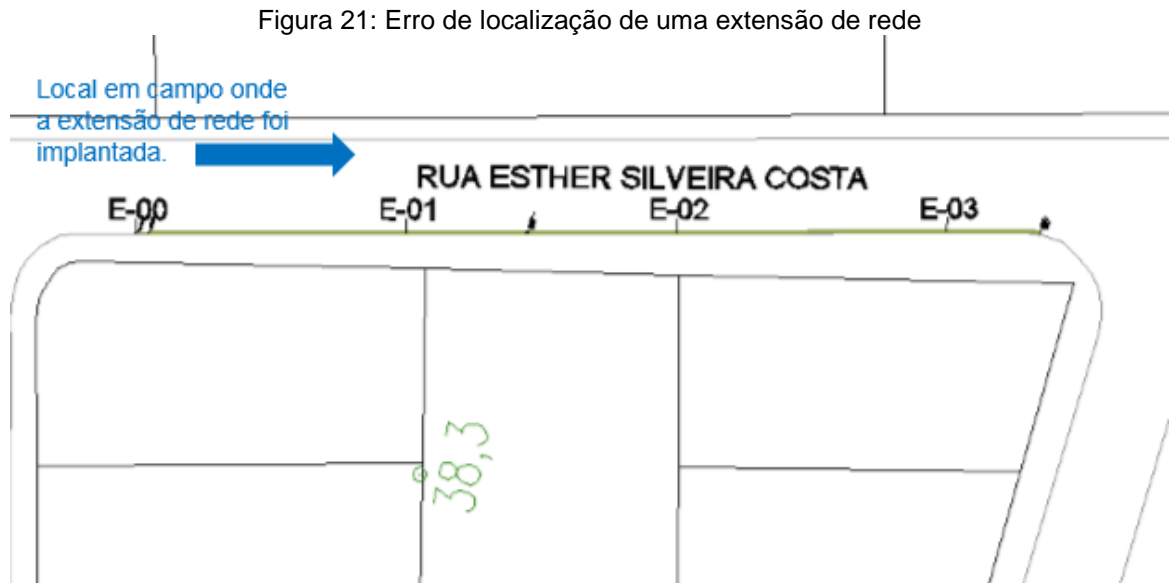 Figura 21: Erro de localização de uma extensão de rede
Local em campo onde
a extensão de rede foi
implantada.
RUA ESTHER SILVEIRA COSTA
E-00
E-01
E-02
E-03
38,3